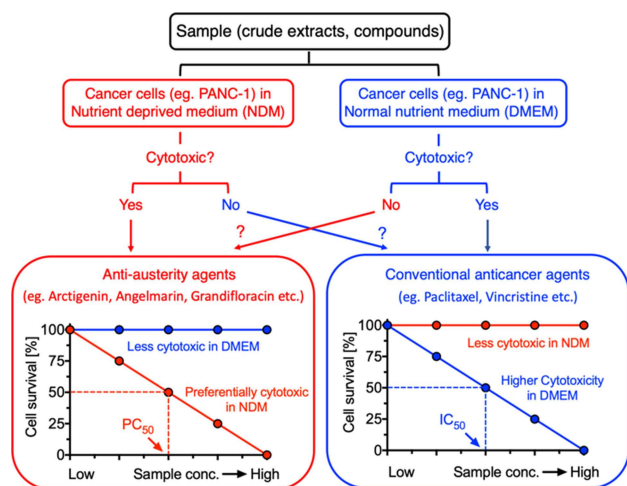 Sample (crude extracts, compounds)
Cancer cells (eg. PANC-1) in
Nutrient deprived medium (NDM)
Cancer cells (eg. PANC-1) in
Normal nutrient medium (DMEM)
Cytotoxic?
Cytotoxic?
Yes
No
No
Yes
?
?
Anti-austerity agents
(eg. Arctigenin, Angelmarin, Grandifloracin etc.)
100
75
50
25
0
Cell survival [%]
Less cytotoxic in DMEM
Preferentially cytotoxic
in NDM
PC50
Low
Sample conc.
High
Conventional anticancer agents
(eg. Paclitaxel, Vincristine etc.)
100
75
50
25
0
Cell survival [%]
Less cytotoxic in NDM
Higher Cytotoxicity
in DMEM
IC50
Low
Sample conc.
High